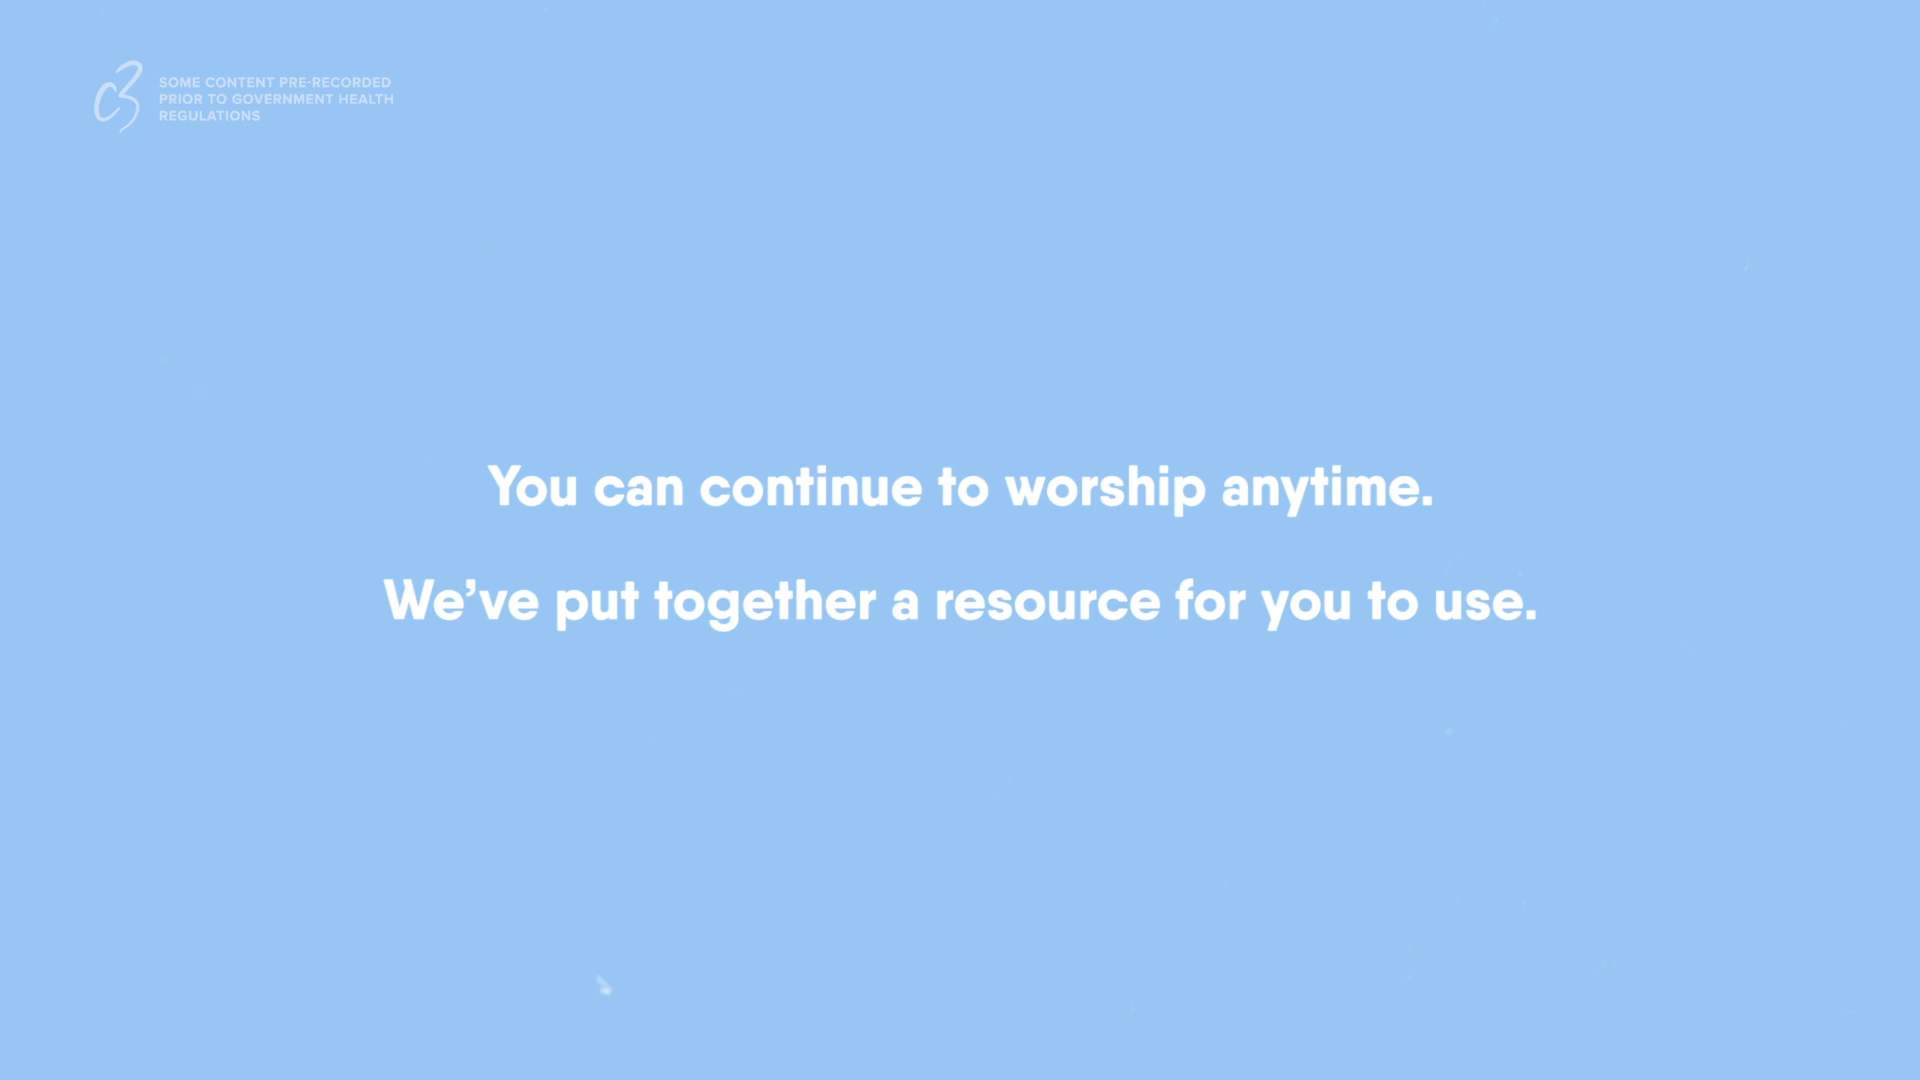 C3
SOME CONTENT PRE-RECORDED
PRIOR TO GOVERNMENT HEALTH
REGULATIONS
You can continue to worship anytime.
We’ve put together a resource for you to use.